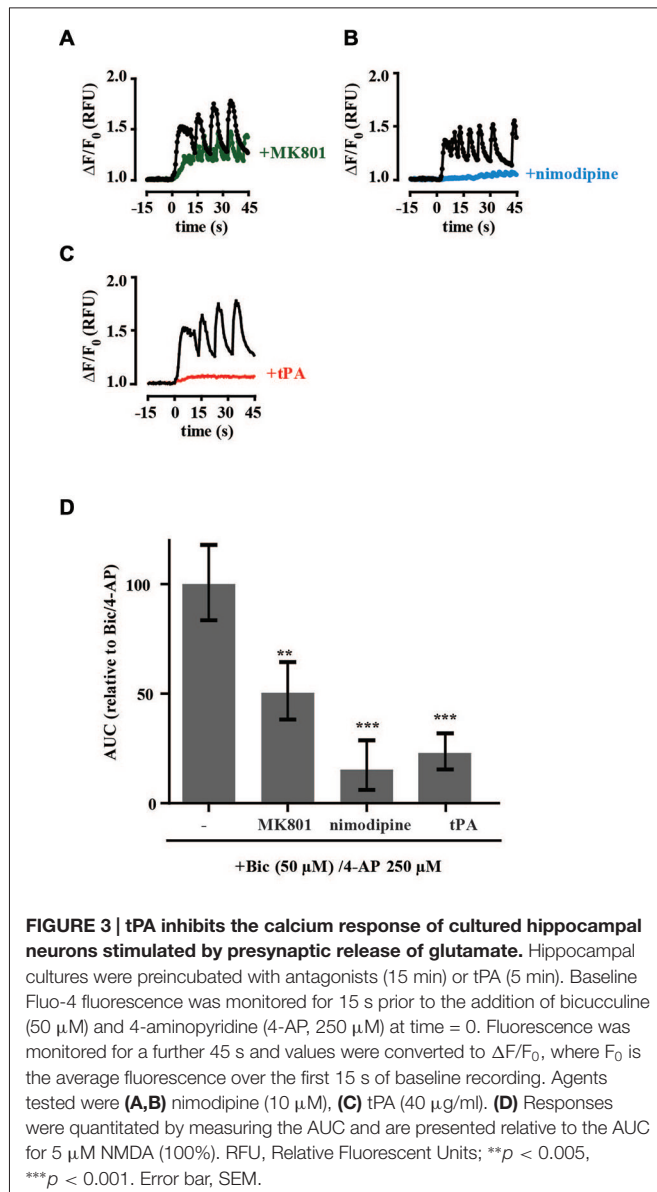 A
2.0
1.5
1.0
ΔF/F0 (RFU)
+MK801
-15 0 15 30 45
time (s)
B
2.0
1.5
1.0
ΔF/F0 (RFU)
+nimodipine
-15 0 15 30 45
time (s)
C
2.0
1.5
1.0
ΔF/F0 (RFU)
+tPA
-15 0 15 30 45
time (s)
D
AUC (relative to Bic/4-AP)
100
50
0
**
***
***
- MK801 nimodipine tPA
+Bic (50 μM) /4-AP 250 μM
FIGURE 3 | tPA inhibits the calcium response of cultured hippocampal
neurons stimulated by presynaptic release of glutamate. Hippocampal
cultures were preincubated with antagonists (15 min) or tPA (5 min). Baseline
Fluo-4 fluorescence was monitored for 15 s prior to the addition of bicucculine
(50 μM) and 4-aminopyridine (4-AP, 250 μM) at time = 0. Fluorescence was
monitored for a further 45 s and values were converted to ΔF/F0, where F0 is
the average fluorescence over the first 15 s of baseline recording. Agents
tested were (A,B) nimodipine (10 μM), (C) tPA (40 μg/ml). (D) Responses
were quantitated by measuring the AUC and are presented relative to the AUC
for 5 μM NMDA (100%). RFU, Relative Fluorescent Units; **p < 0.005,
***p < 0.001. Error bar, SEM.